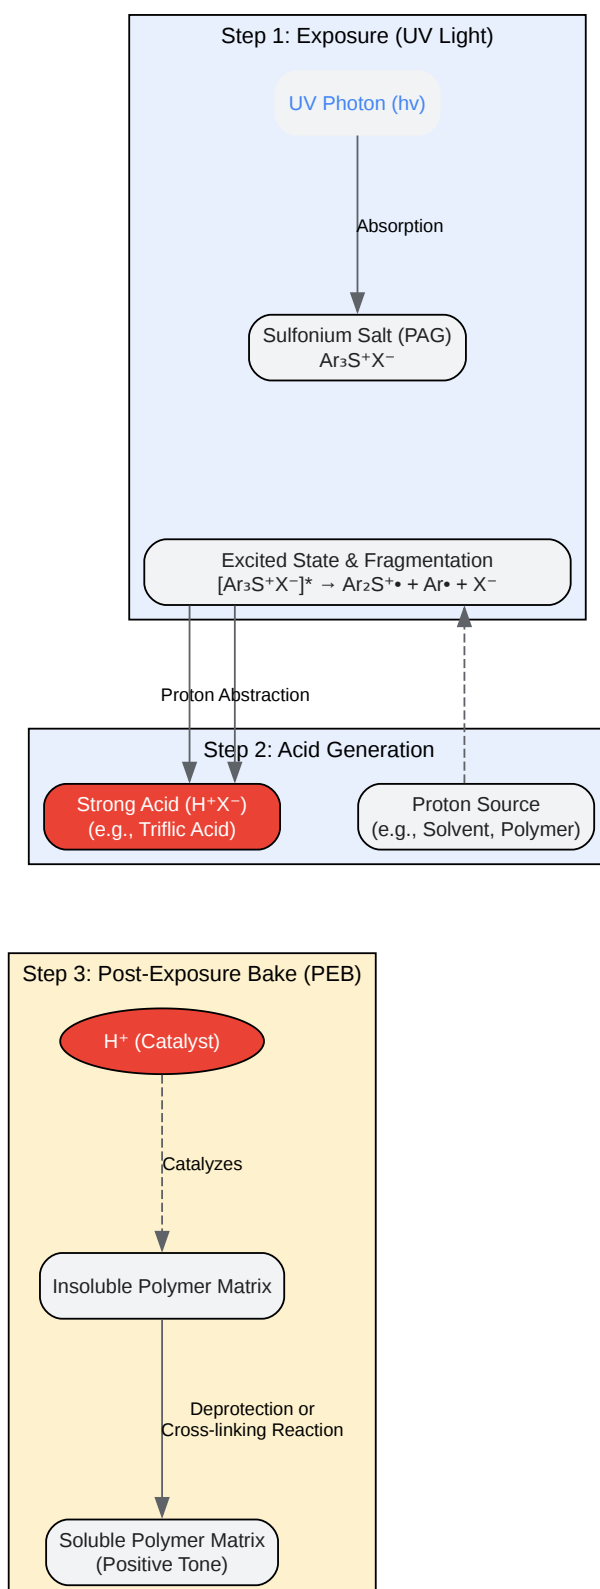 Step 1: Exposure (UV Light)
UV Photon (hv)
Absorption
Sulfonium Salt (PAG)
Ar₃S⁺X⁻
Excited State & Fragmentation
[Ar₃S⁺X⁻]* → Ar₂S⁺• + Ar• + X⁻
Proton Abstraction
Step 2: Acid Generation
Strong Acid (H⁺X⁻)
(e.g., Triflic Acid)
Proton Source
(e.g., Solvent, Polymer)
Step 3: Post-Exposure Bake (PEB)
H⁺ (Catalyst)
Catalyzes
Insoluble Polymer Matrix
Deprotection or
Cross-linking Reaction
Soluble Polymer Matrix
(Positive Tone)